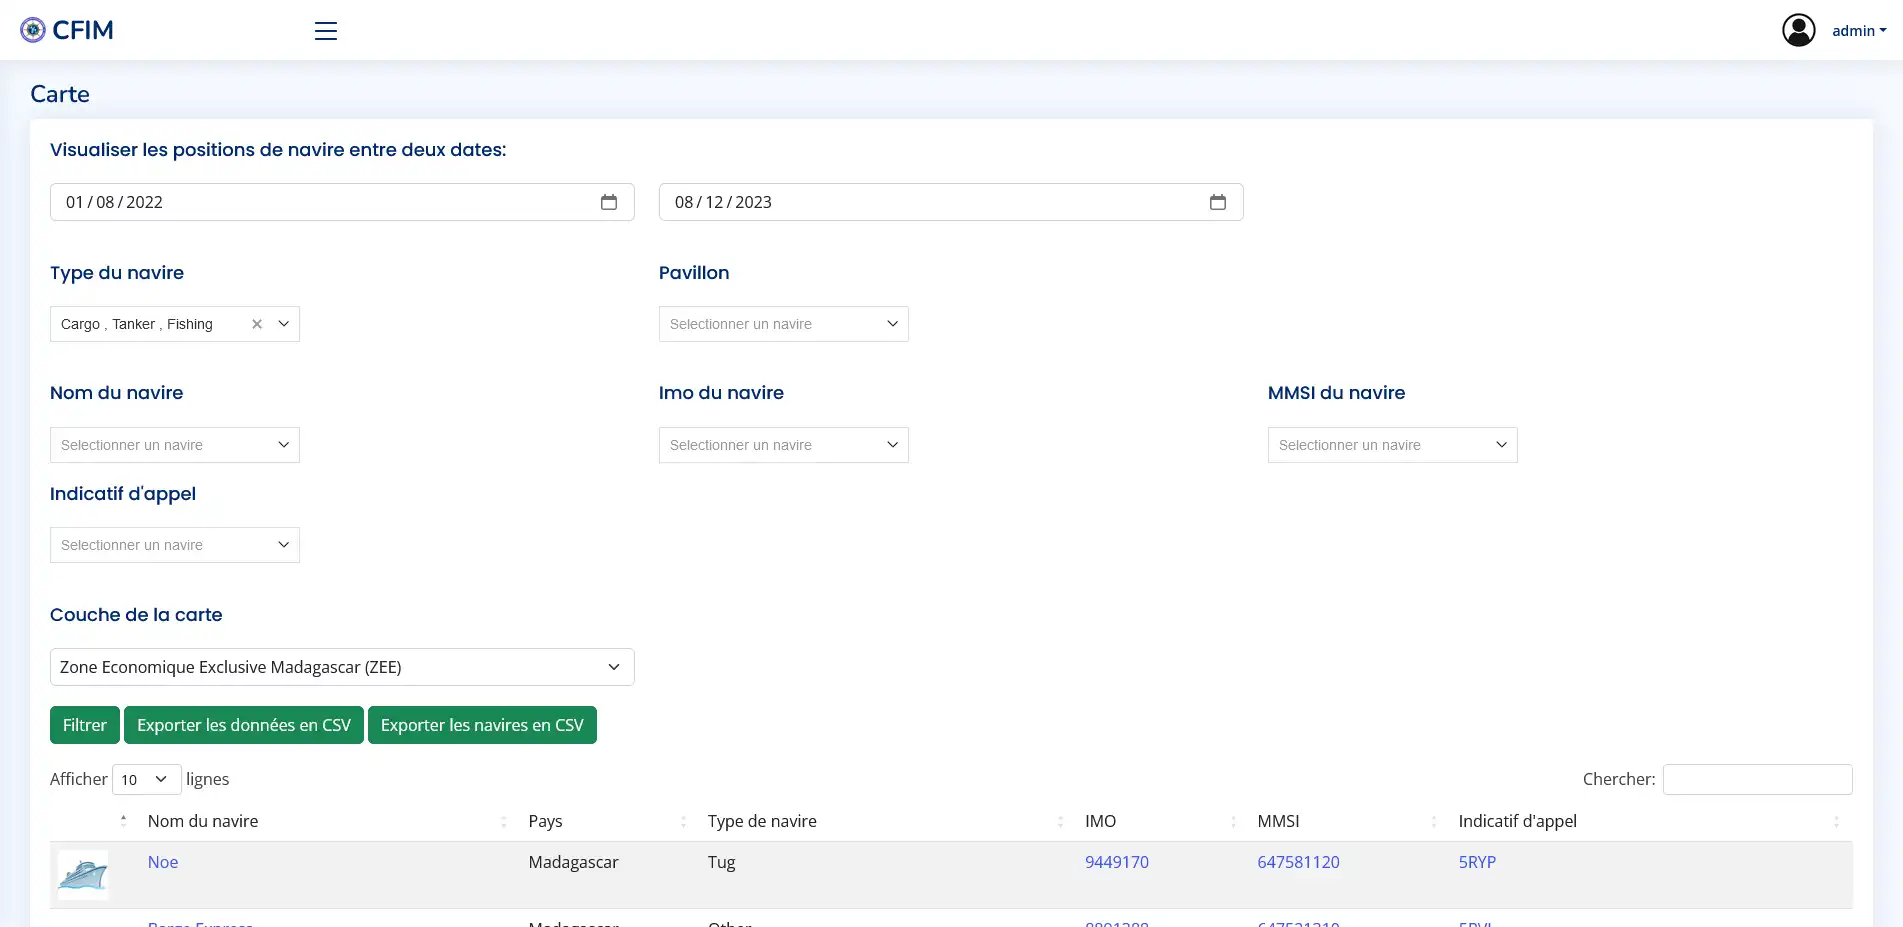 CFIM
admin
Carte
Visualiser les positions de navire entre deux dates:
01 / 08 / 2022
08 / 12 / 2023
Type du navire
Pavillon
Cargo , Tanker , Fishing
Selectionner un navire
Nom du navire
Imo du navire
MMSI du navire
Selectionner un navire
Selectionner un navire
Selectionner un navire
Indicatif d'appel
Selectionner un navire
Couche de la carte
Zone Economique Exclusive Madagascar (ZEE)
Filtrer Exporter les données en CSV Exporter les navires en CSV
Afficher 10 lignes
Chercher:
Nom du navire Pays Type de navire IMO MMSI Indicatif d'appel
Noe Madagascar Tug 9449170 647581120 5RYP
Madagascar Other